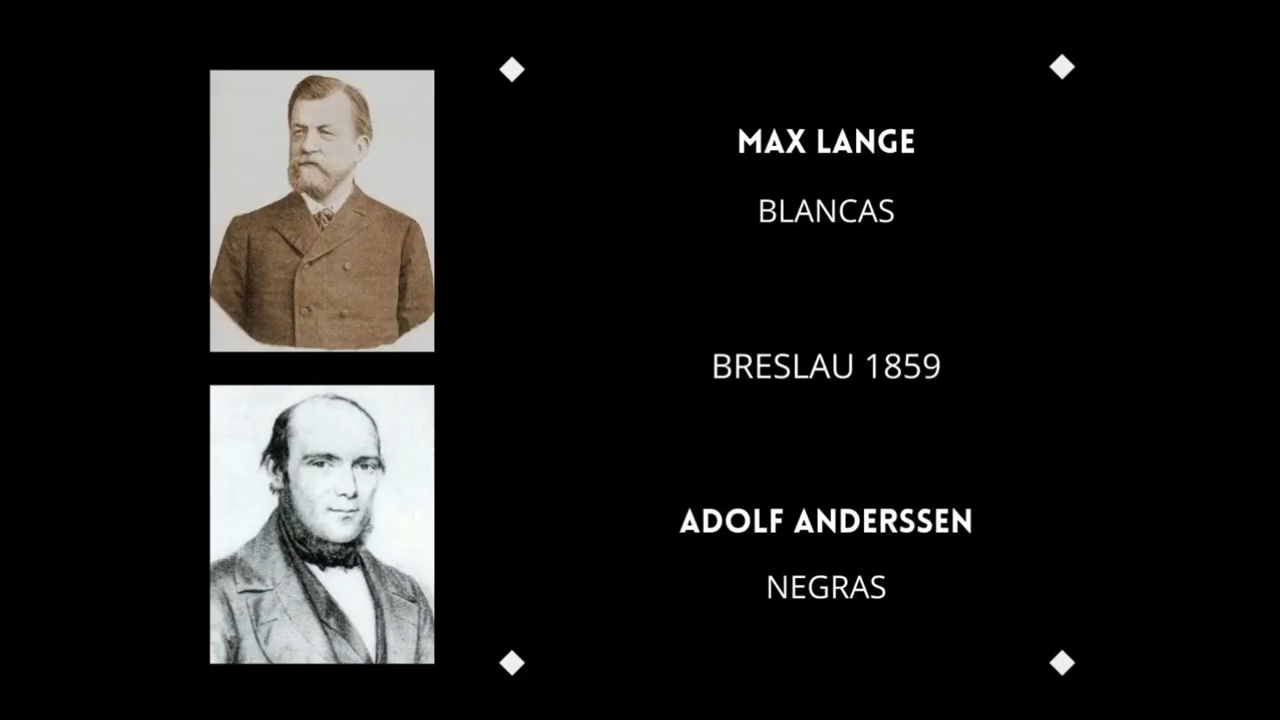 MAX LANGE
BLANCAS
BRESLAU 1859
ADOLF ANDERSSEN
NEGRAS